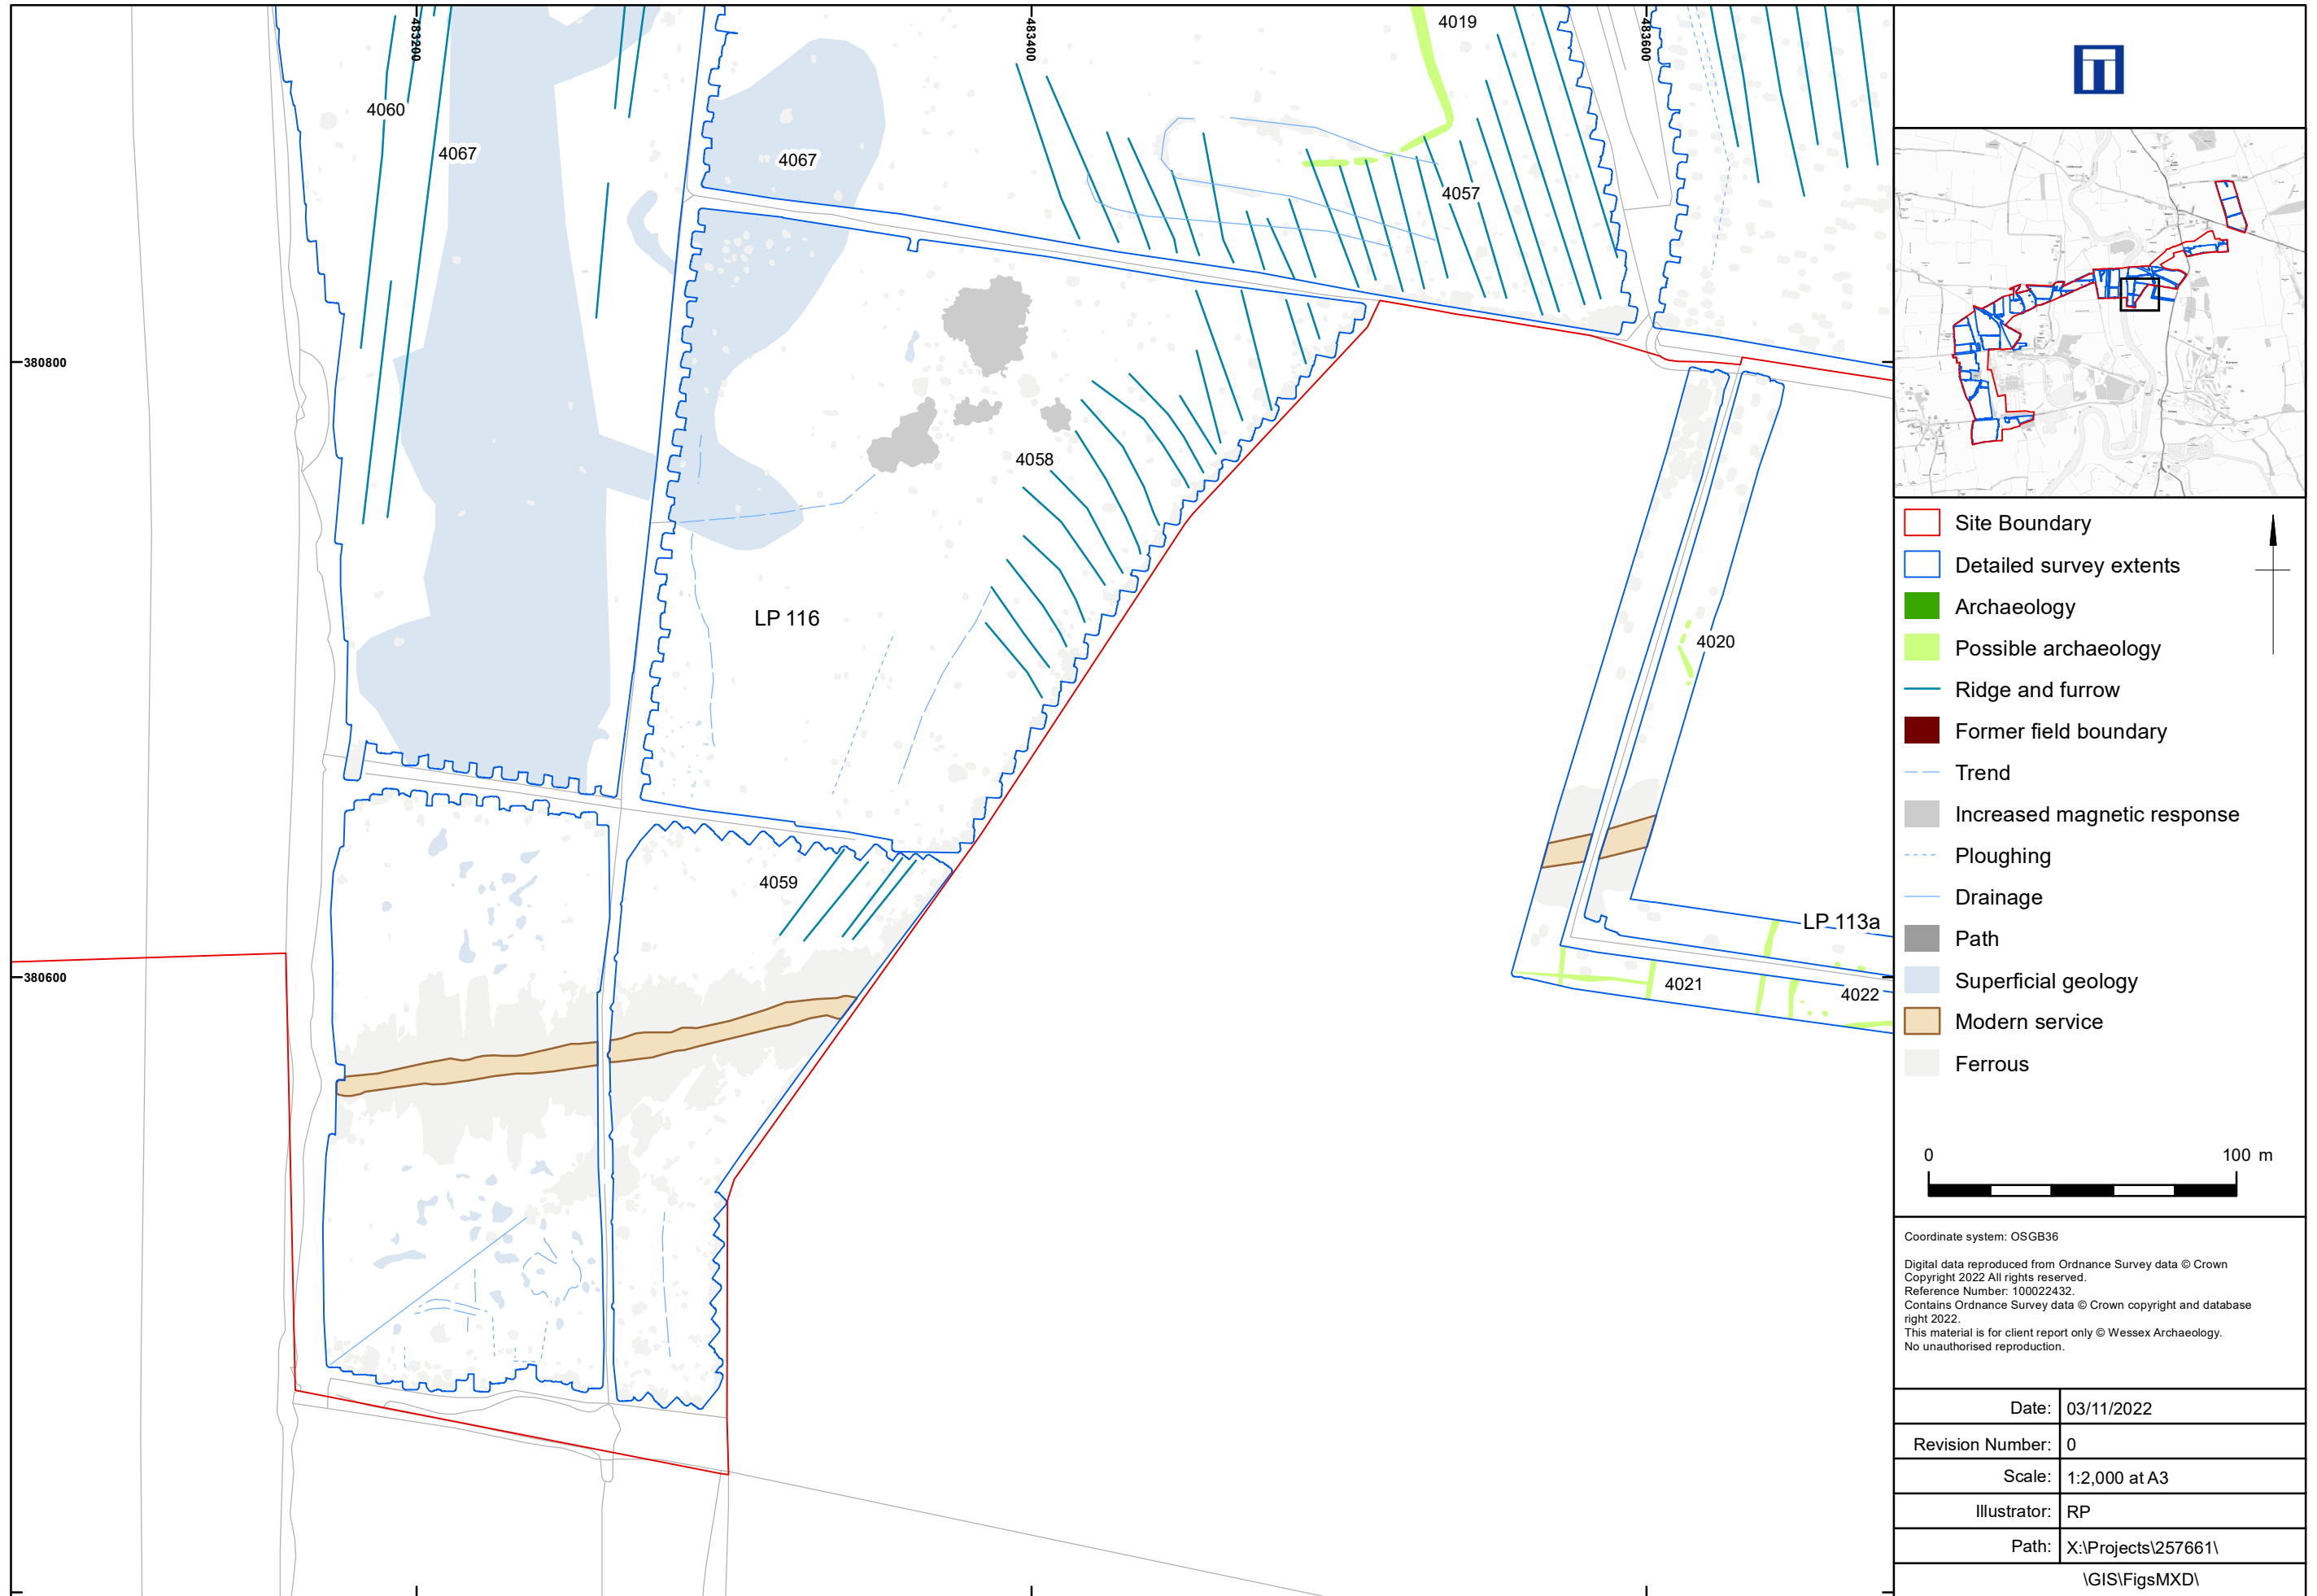 483200
483400
4019
483600
4060
4067
4067
4057
380800
4058
LP 116
4020
4059
LP 113a
380600
4021
4022
Site Boundary
Detailed survey extents
Archaeology
Possible archaeology
Ridge and furrow
Former field boundary
Trend
Increased magnetic response
Ploughing
Drainage
Path
Superficial geology
Modern service
Ferrous
0 100 m
Coordinate system: OSGB36
Digital data reproduced from Ordnance Survey data © Crown
Copyright 2022 All rights reserved.
Reference Number: 100022432.
Contains Ordnance Survey data © Crown copyright and database
right 2022.
This material is for client report only © Wessex Archaeology.
No unauthorised reproduction.
Date: 03/11/2022
Revision Number: 0
Scale: 1:2,000 at A3
Illustrator: RP
Path: X:\Projects\257661\
\GIS\FigsMXD\